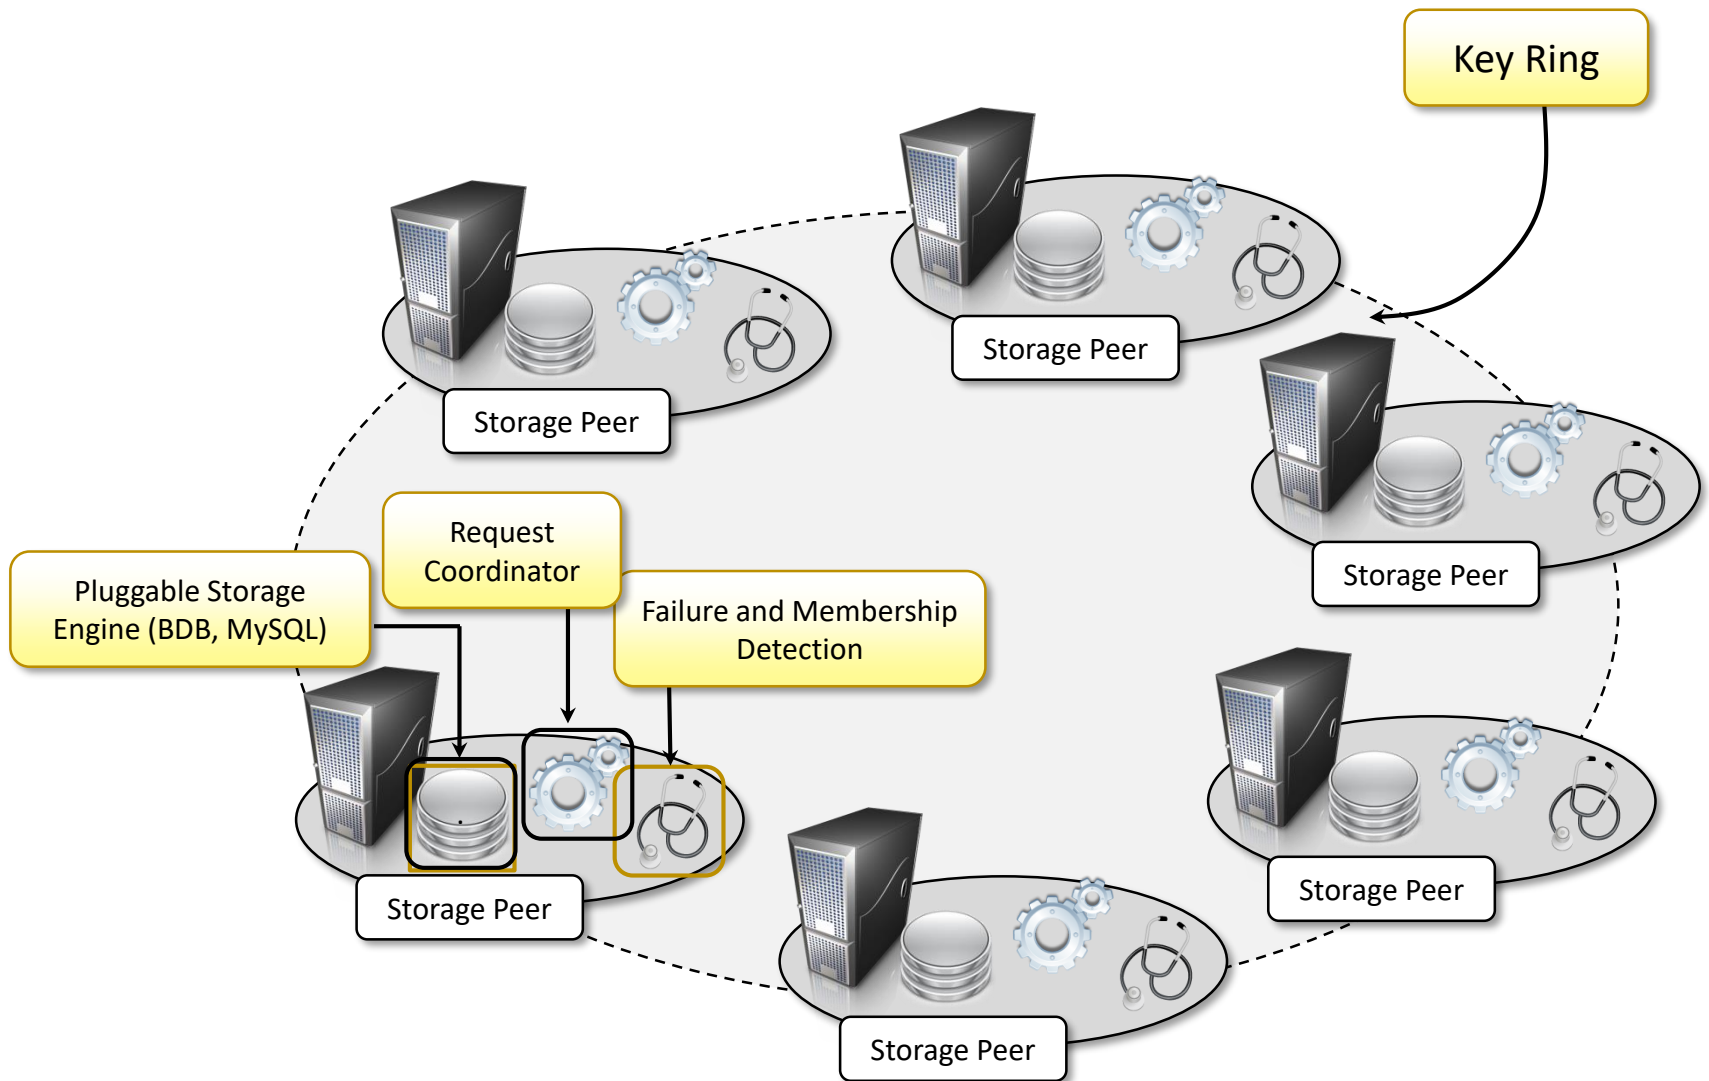 Key Ring
Storage Peer
Storage Peer
Storage Peer
Request
Coordinator
Pluggable Storage
Engine (BDB, MySQL)
Failure and Membership
Detection
Storage Peer
Storage Peer
Storage Peer